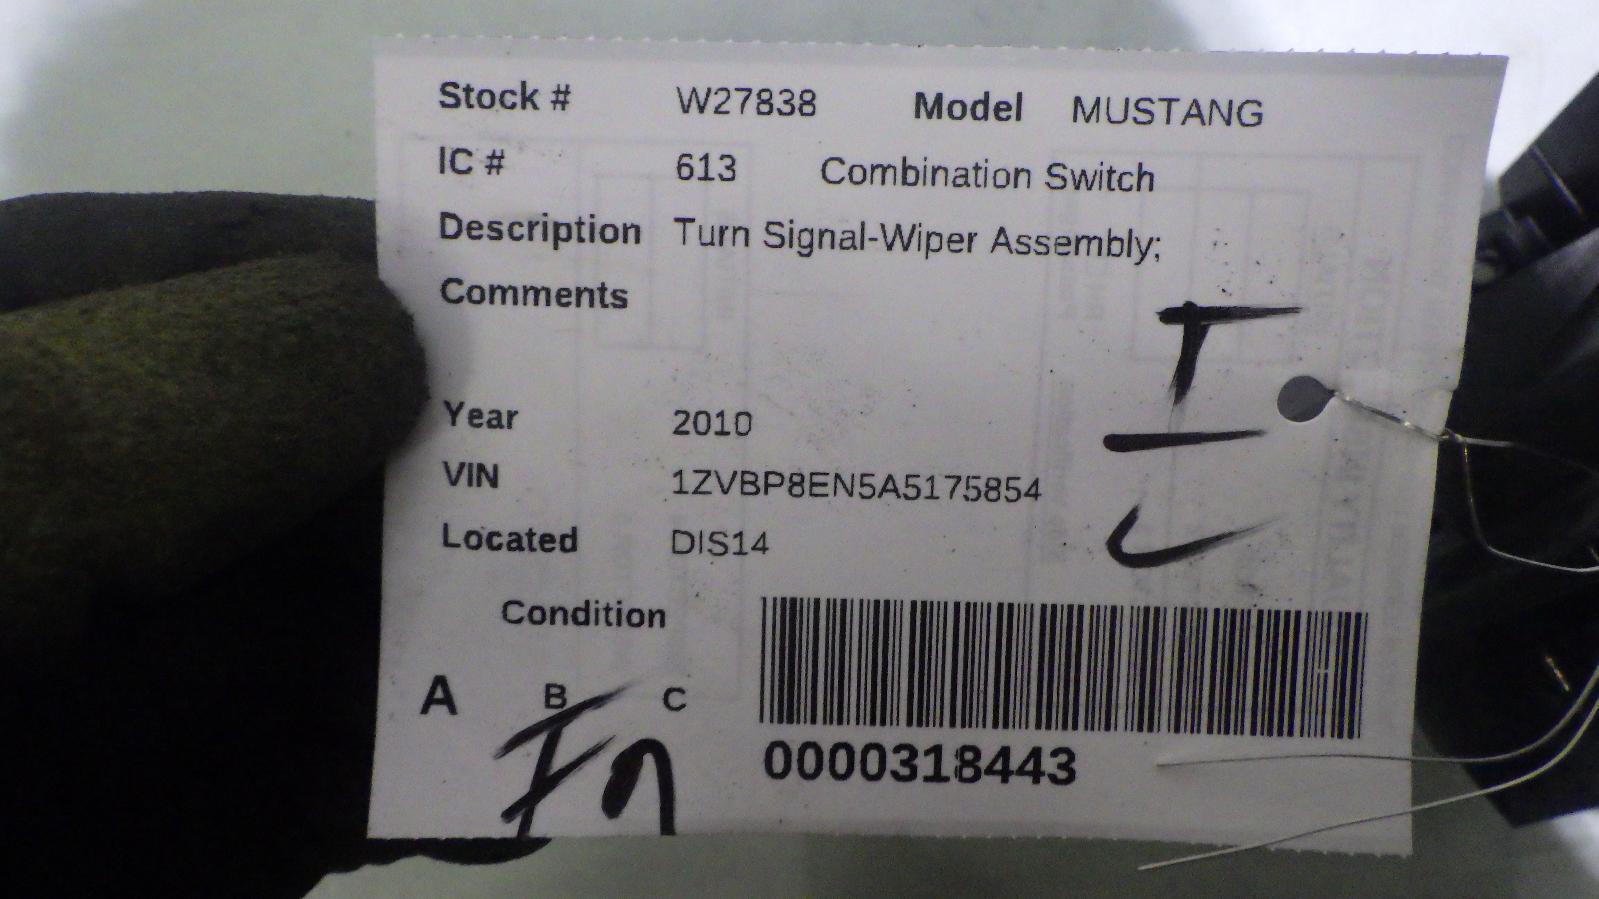 Stock # W27838 Model MUSTANG
IC # 613 Combination Switch
Description Turn Signal-Wiper Assembly;
Comments
Year 2010
VIN 1ZVBP8EN5A5175854
Located DIS14
Condition
A B C
0000318443